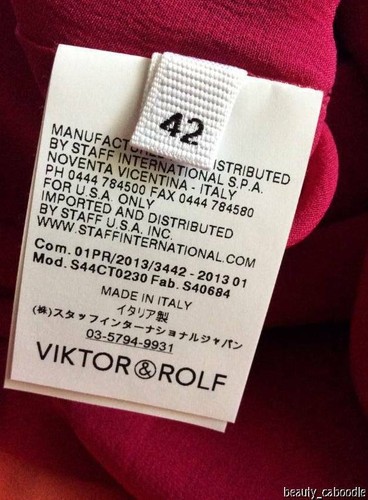 42
MANUFACTUR ISTRIBUTED
BY STAFF INTERNATIONAL S.P.A.
NOVENTA VICENTINA - ITALY
PH 0444 784500 FAX 0444 784580
FOR U.S.A. ONLY
IMPORTED AND DISTRIBUTED
BY STAFF U.S.A. INC.
WWW.STAFFINTERNATIONAL.COM
Com. 01PR/2013/3442 - 2013 01
Mod. S44CT0230 Fab. S40684
MADE IN ITALY
イタリア製
(株)スタッフインターナショナルジャパン
03-5794-9931
VIKTOR&ROLF
beauty_caboodle